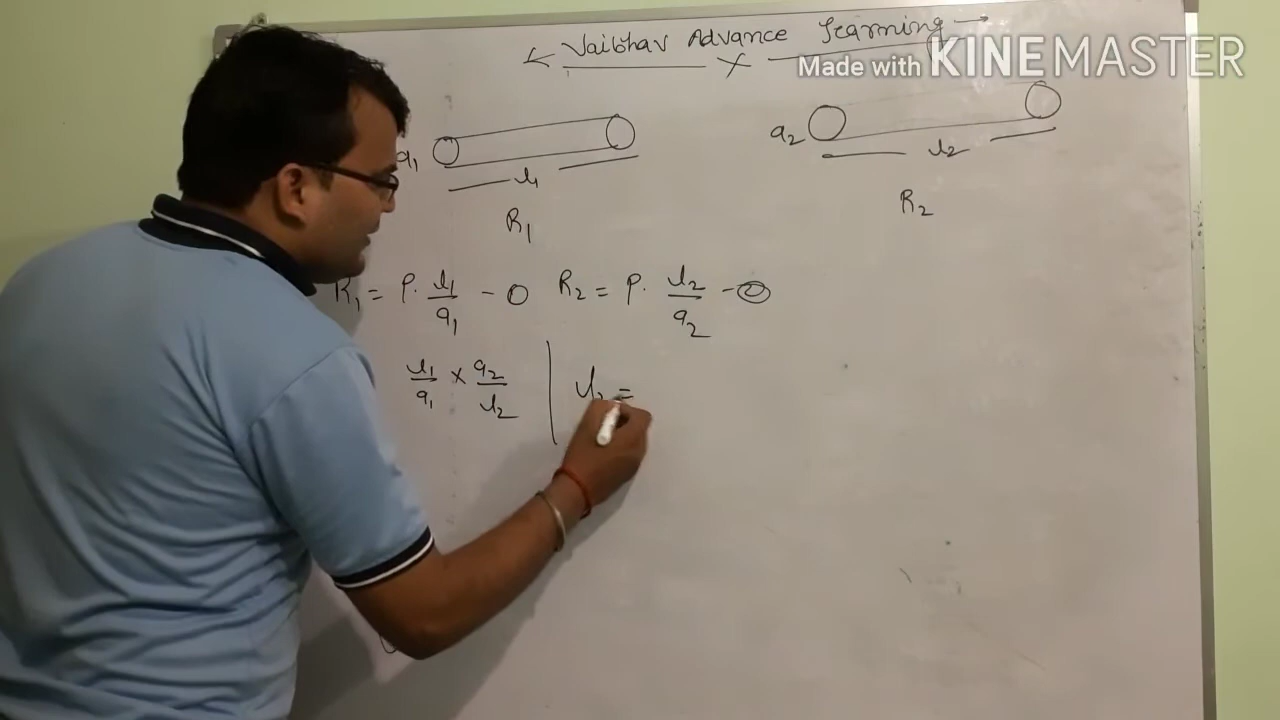 Vaibhav Advance Learning
Made with KINEMASTER
a1 l1 a2 l2
R1 R2
R1 = ρ. l1/a1 - ① R2 = ρ. l2/a2 - ②
l1/a1 × a2/l2 | l2 =